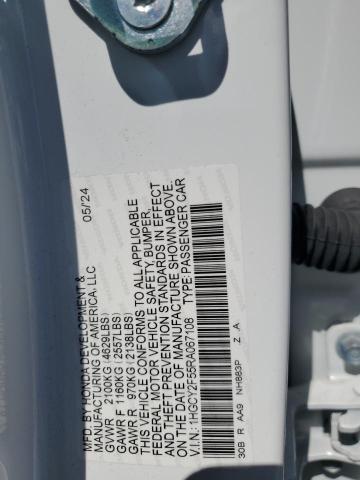 MFD. BY HONDA DEVELOPMENT & 05/'24
MANUFACTURING OF AMERICA, LLC
GVWR 2100KG (4629LBS)
GAWR F 1160KG (2557LBS)
GAWR R 970KG (2138LBS)
THIS VEHICLE CONFORMS TO ALL APPLICABLE
FEDERAL MOTOR VEHICLE SAFETY, BUMPER,
AND THEFT PREVENTION STANDARDS IN EFFECT
ON THE DATE OF MANUFACTURE SHOWN ABOVE.
V.I.N.: 1HGCY2F55RA067108 TYPE:PASSENGER CAR
30B R AA9 NH883P Z A